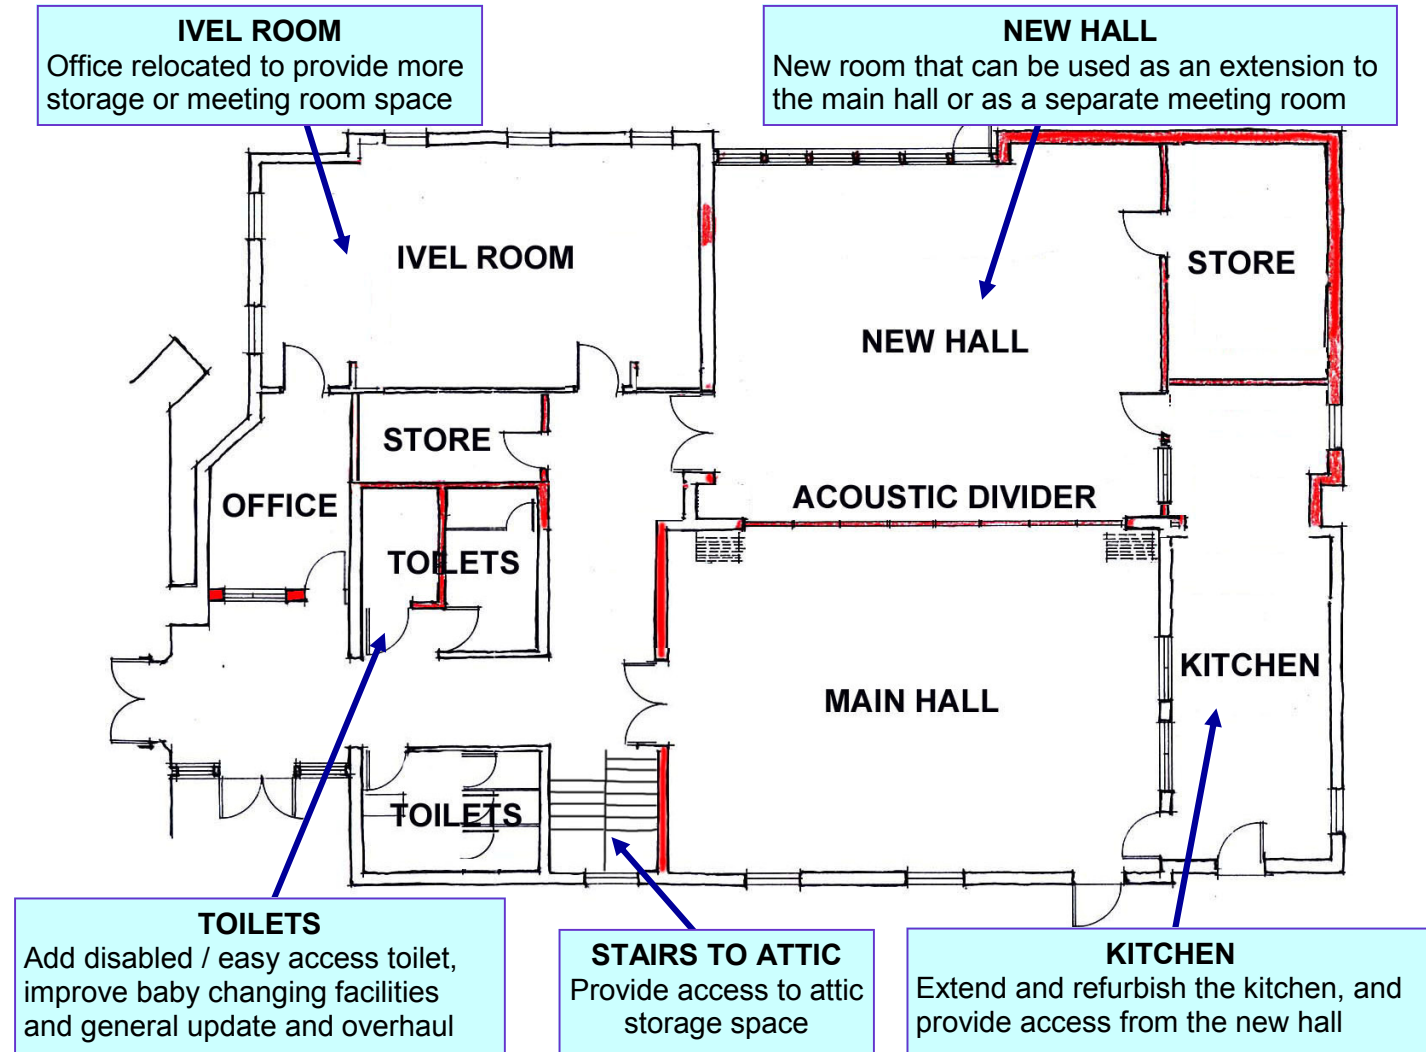 IVEL ROOM
Office relocated to provide more
storage or meeting room space
NEW HALL
New room that can be used as an extension to
the main hall or as a separate meeting room
IVEL ROOM
STORE
NEW HALL
STORE
OFFICE
ACOUSTIC DIVIDER
TOILETS
KITCHEN
MAIN HALL
TOILETS
TOILETS
Add disabled / easy access toilet,
improve baby changing facilities
and general update and overhaul
STAIRS TO ATTIC
Provide access to attic
storage space
KITCHEN
Extend and refurbish the kitchen, and
provide access from the new hall